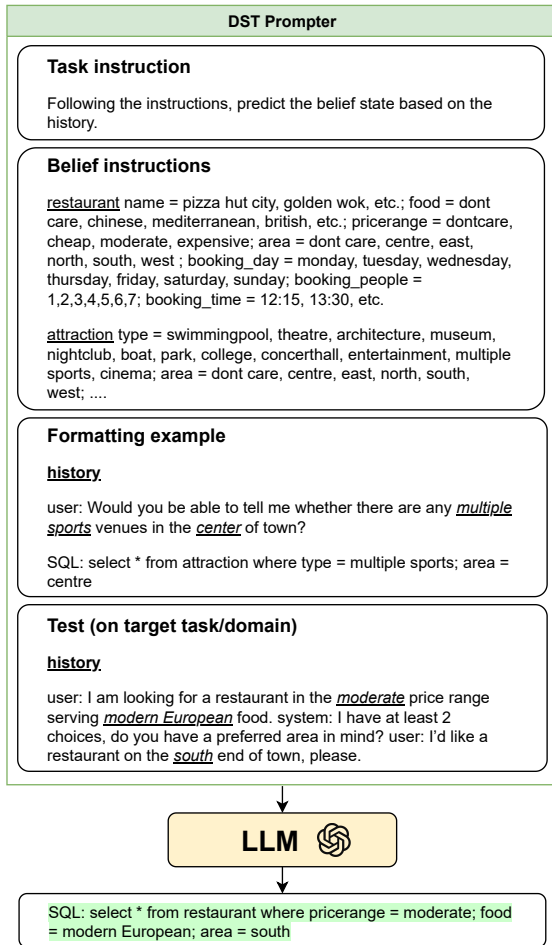 DST Prompter
Task instruction
Following the instructions, predict the belief state based on the
history.
Belief instructions
restaurant name = pizza hut city, golden wok, etc.; food = dont
care, chinese, mediterranean, british, etc.; pricerange = dontcare,
cheap, moderate, expensive; area = dont care, centre, east,
north, south, west ; booking_day = monday, tuesday, wednesday,
thursday, friday, saturday, sunday; booking_people =
1,2,3,4,5,6,7; booking_time = 12:15, 13:30, etc.
attraction type = swimmingpool, theatre, architecture, museum,
nightclub, boat, park, college, concerthall, entertainment, multiple
sports, cinema; area = dont care, centre, east, north, south,
west; ....
Formatting example
history
user: Would you be able to tell me whether there are any multiple
sports venues in the center of town?
SQL: select * from attraction where type = multiple sports; area =
centre
Test (on target task/domain)
history
user: I am looking for a restaurant in the moderate price range
serving modern European food. system: I have at least 2
choices, do you have a preferred area in mind? user: I'd like a
restaurant on the south end of town, please.
LLM
SQL: select * from restaurant where pricerange = moderate; food
= modern European; area = south